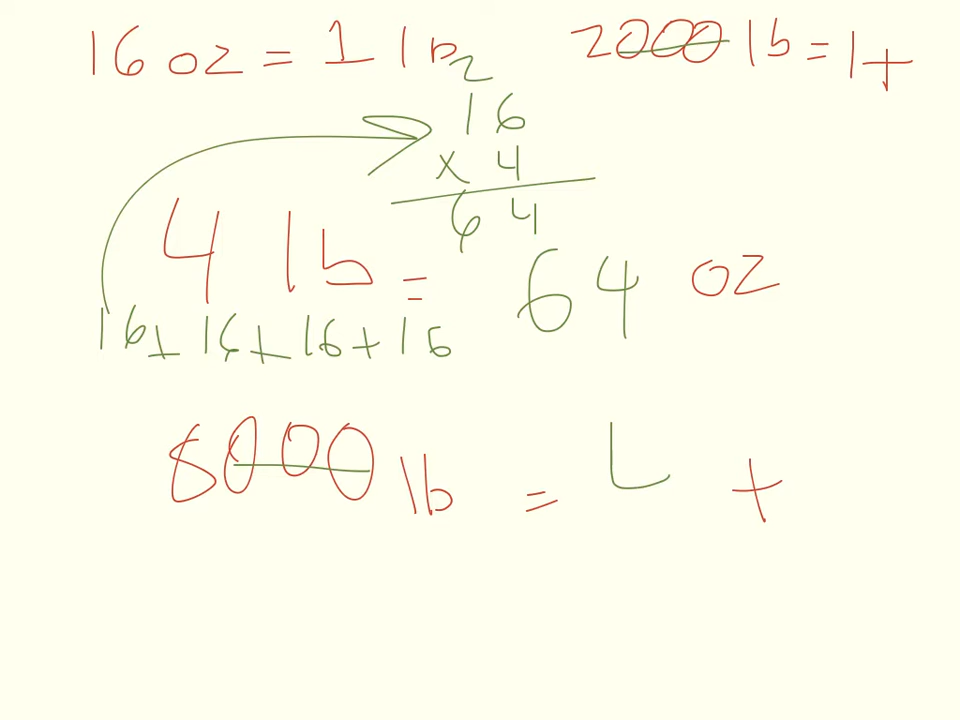 16 oz = 1 lb 2000 lb = 1 t
2
16
x 4
64
4 lb = 64 oz
16 + 16 + 16 + 16
8000 lb = L t